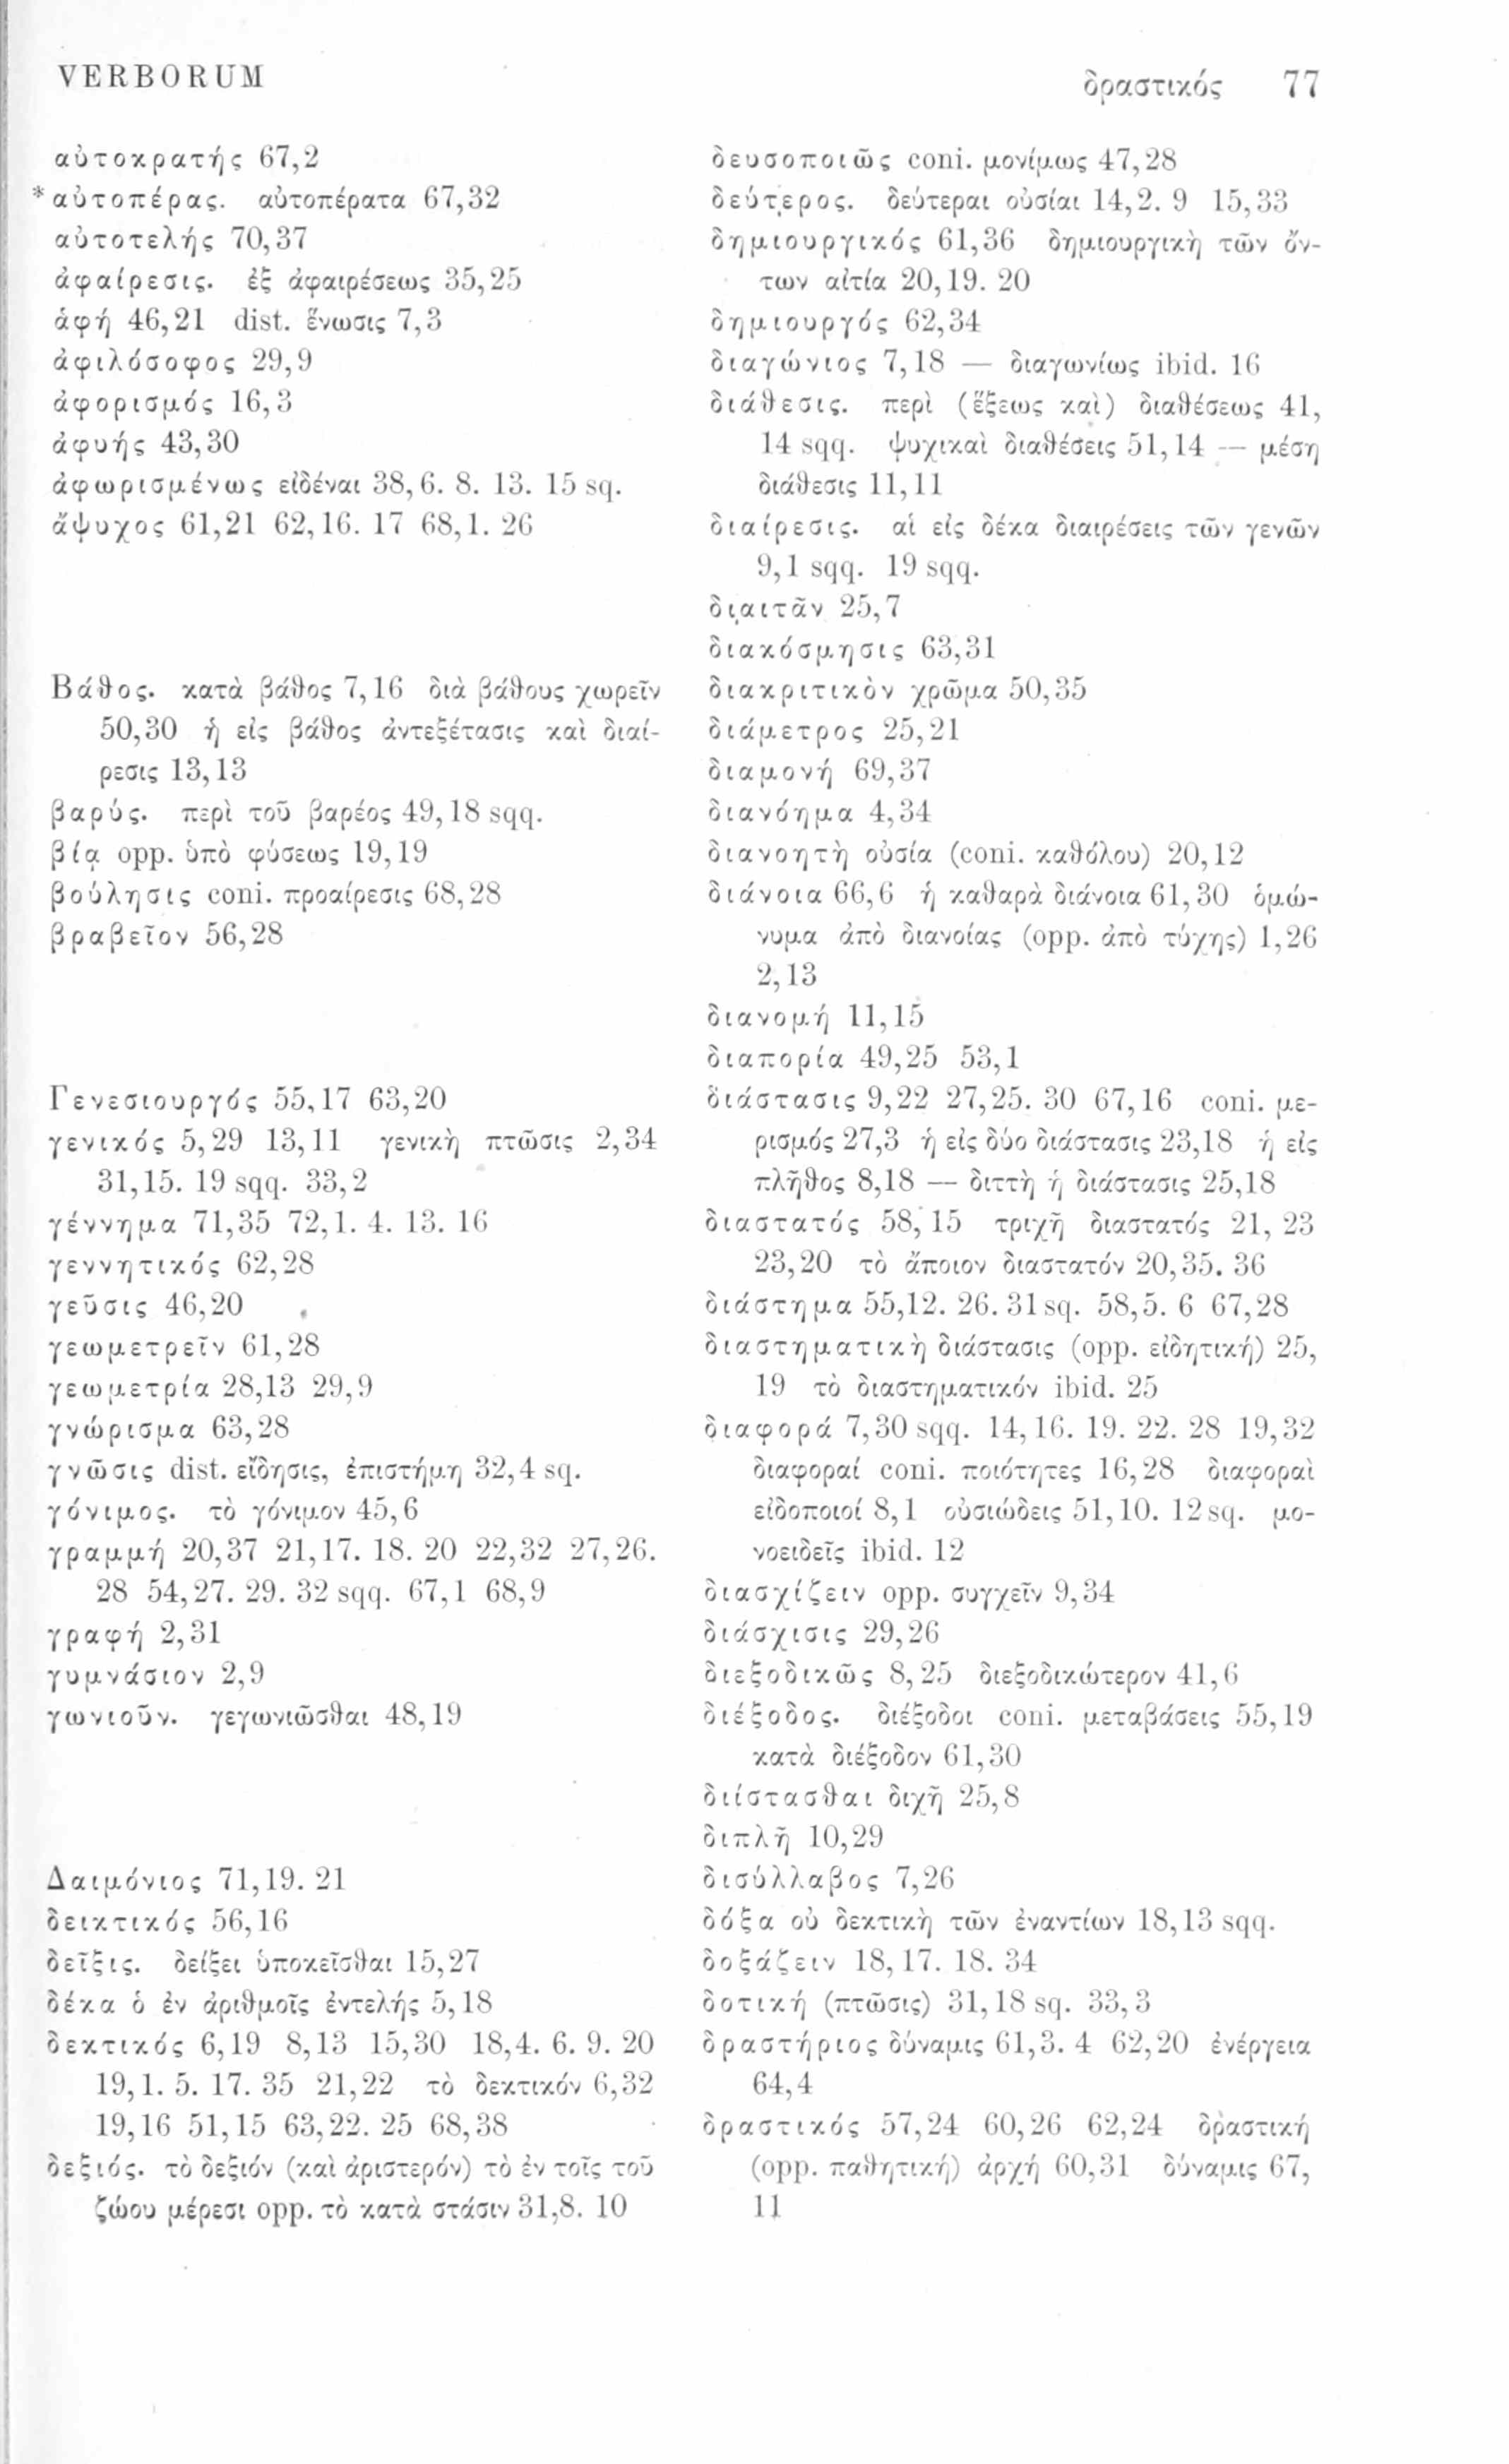 VERBORUM
δραστικός 77
αὐτοκρατής 67,2
*αὐτοπέρας. αὐτοπέρατα 67,32
αὐτοτελής 70,37
ἀφαίρεσις. ἐξ ἀφαιρέσεως 35,25
ἁφή 46,21 dist. ἕνωσις 7,3
ἀφιλόσοφος 29,9
ἀφορισμός 16,3
ἀφυής 43,30
ἀφωρισμένως εἰδέναι 38,6. 8. 13. 15 sq.
ἄψυχος 61,21 62,16. 17 68,1. 26
Βάθος. κατὰ βάθος 7,16 διὰ βάθους χωρεῖν
50,30 ἡ εἰς βάθος ἀντεξέτασις καὶ διαί-
ρεσις 13,13
βαρύς. περὶ τοῦ βαρέος 49,18 sqq.
βίᾳ opp. ὑπὸ φύσεως 19,19
βούλησις coni. προαίρεσις 68,28
βραβεῖον 56,28
Γενεσιουργός 55,17 63,20
γενικός 5,29 13,11 γενικὴ πτῶσις 2,34
31,15. 19 sqq. 33,2
γέννημα 71,35 72,1. 4. 13. 16
γεννητικός 62,28
γεῦσις 46,20
γεωμετρεῖν 61,28
γεωμετρία 28,13 29,9
γνώρισμα 63,28
γνῶσις dist. εἴδησις, ἐπιστήμη 32,4 sq.
γόνιμος. τὸ γόνιμον 45,6
γραμμή 20,37 21,17. 18. 20 22,32 27,26.
28 54,27. 29. 32 sqq. 67,1 68,9
γραφή 2,31
γυμνάσιον 2,9
γωνιοῦν. γεγωνιῶσθαι 48,19
Δαιμόνιος 71,19. 21
δεικτικός 56,16
δεῖξις. δείξει ὑποκεῖσθαι 15,27
δέκα ὁ ἐν ἀριθμοῖς ἐντελής 5,18
δεκτικός 6,19 8,13 15,30 18,4. 6. 9. 20
19,1. 5. 17. 35 21,22 τὸ δεκτικόν 6,32
19,16 51,15 63,22. 25 68,38
δεξιός. τὸ δεξιόν (καὶ ἀριστερόν) τὸ ἐν τοῖς τοῦ
ζώου μέρεσι opp. τὸ κατὰ στάσιν 31,8. 10
δευσοποιῶς coni. μονίμως 47,28
δεύτερος. δεύτεραι οὐσίαι 14,2. 9 15,33
δημιουργικός 61,36 δημιουργικὴ τῶν ὄν-
των αἰτία 20,19. 20
δημιουργός 62,34
διαγώνιος 7,18 — διαγωνίως ibid. 16
διάθεσις. περὶ (ἕξεως καὶ) διαθέσεως 41,
14 sqq. ψυχικαὶ διαθέσεις 51,14 — μέση
διάθεσις 11,11
διαίρεσις. αἱ εἰς δέκα διαιρέσεις τῶν γενῶν
9,1 sqq. 19 sqq.
διαιτᾶν 25,7
διακόσμησις 63,31
διακριτικὸν χρῶμα 50,35
διάμετρος 25,21
διαμονή 69,37
διανόημα 4,34
διανοητὴ οὐσία (coni. καθόλου) 20,12
διάνοια 66,6 ἡ καθαρὰ διάνοια 61,30 ὁμώ-
νυμα ἀπὸ διανοίας (opp. ἀπὸ τύχης) 1,26
2,13
διανομή 11,15
διαπορία 49,25 53,1
διάστασις 9,22 27,25. 30 67,16 coni. με-
ρισμός 27,3 ἡ εἰς δύο διάστασις 23,18 ἡ εἰς
πλῆθος 8,18 — διττὴ ἡ διάστασις 25,18
διαστατός 58,15 τριχῇ διαστατός 21, 23
23,20 τὸ ἄποιον διαστατόν 20,35. 36
διάστημα 55,12. 26. 31 sq. 58,5. 6 67,28
διαστηματικὴ διάστασις (opp. εἰδητική) 25,
19 τὸ διαστηματικόν ibid. 25
διαφορά 7,30 sqq. 14,16. 19. 22. 28 19,32
διαφοραί coni. ποιότητες 16,28 διαφοραὶ
εἰδοποιοί 8,1 οὐσιώδεις 51,10. 12 sq. μο-
νοειδεῖς ibid. 12
διασχίζειν opp. συγχεῖν 9,34
διάσχισις 29,26
διεξοδικῶς 8,25 διεξοδικώτερον 41,6
διέξοδος. διέξοδοι coni. μεταβάσεις 55,19
κατὰ διέξοδον 61,30
διίστασθαι διχῇ 25,8
διπλῆ 10,29
δισύλλαβος 7,26
δόξα οὐ δεκτικὴ τῶν ἐναντίων 18,13 sqq.
δοξάζειν 18,17. 18. 34
δοτική (πτῶσις) 31,18 sq. 33,3
δραστήριος δύναμις 61,3. 4 62,20 ἐνέργεια
64,4
δραστικός 57,24 60,26 62,24 δραστική
(opp. παθητική) ἀρχή 60,31 δύναμις 67,
11